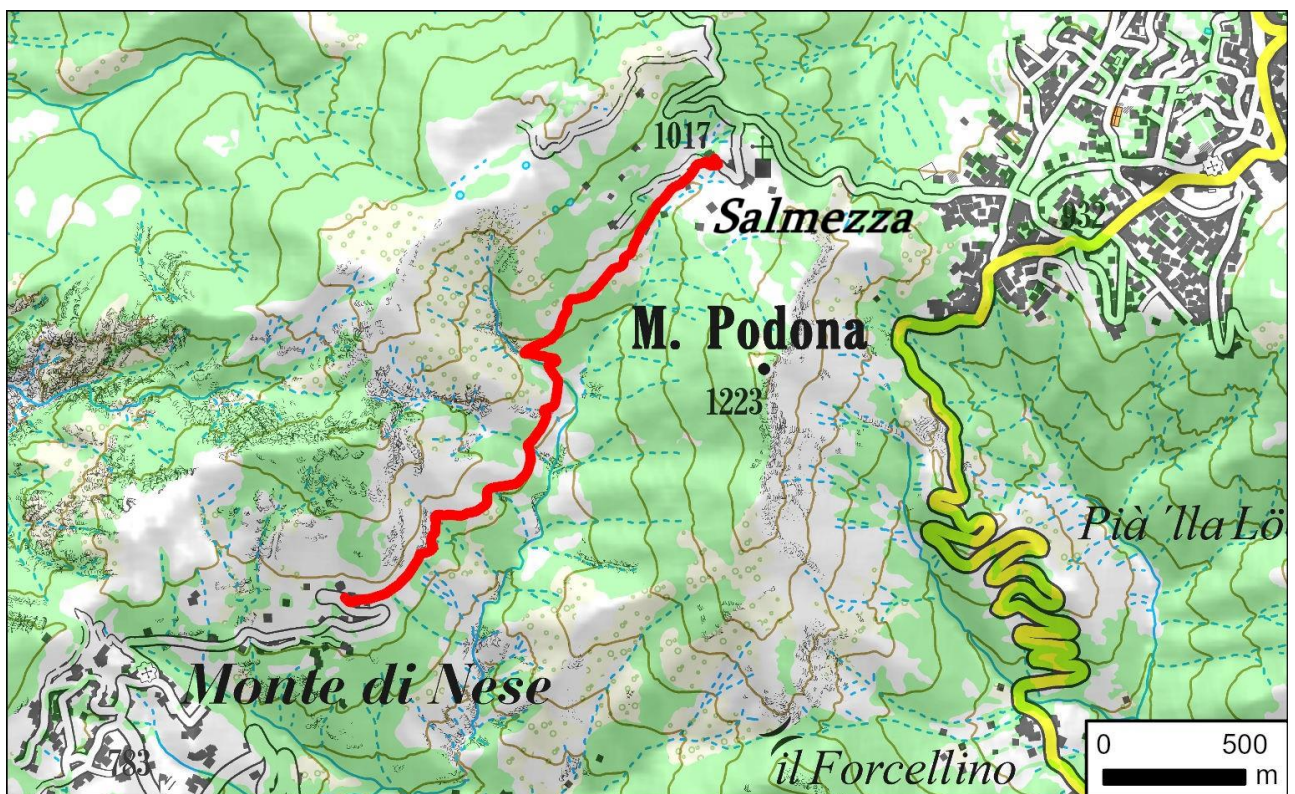 1017
Salmezza
932
M. Podona
1223
Pià 'lla Lö
Monte di Nese
783
il Forcellino
0 500
m